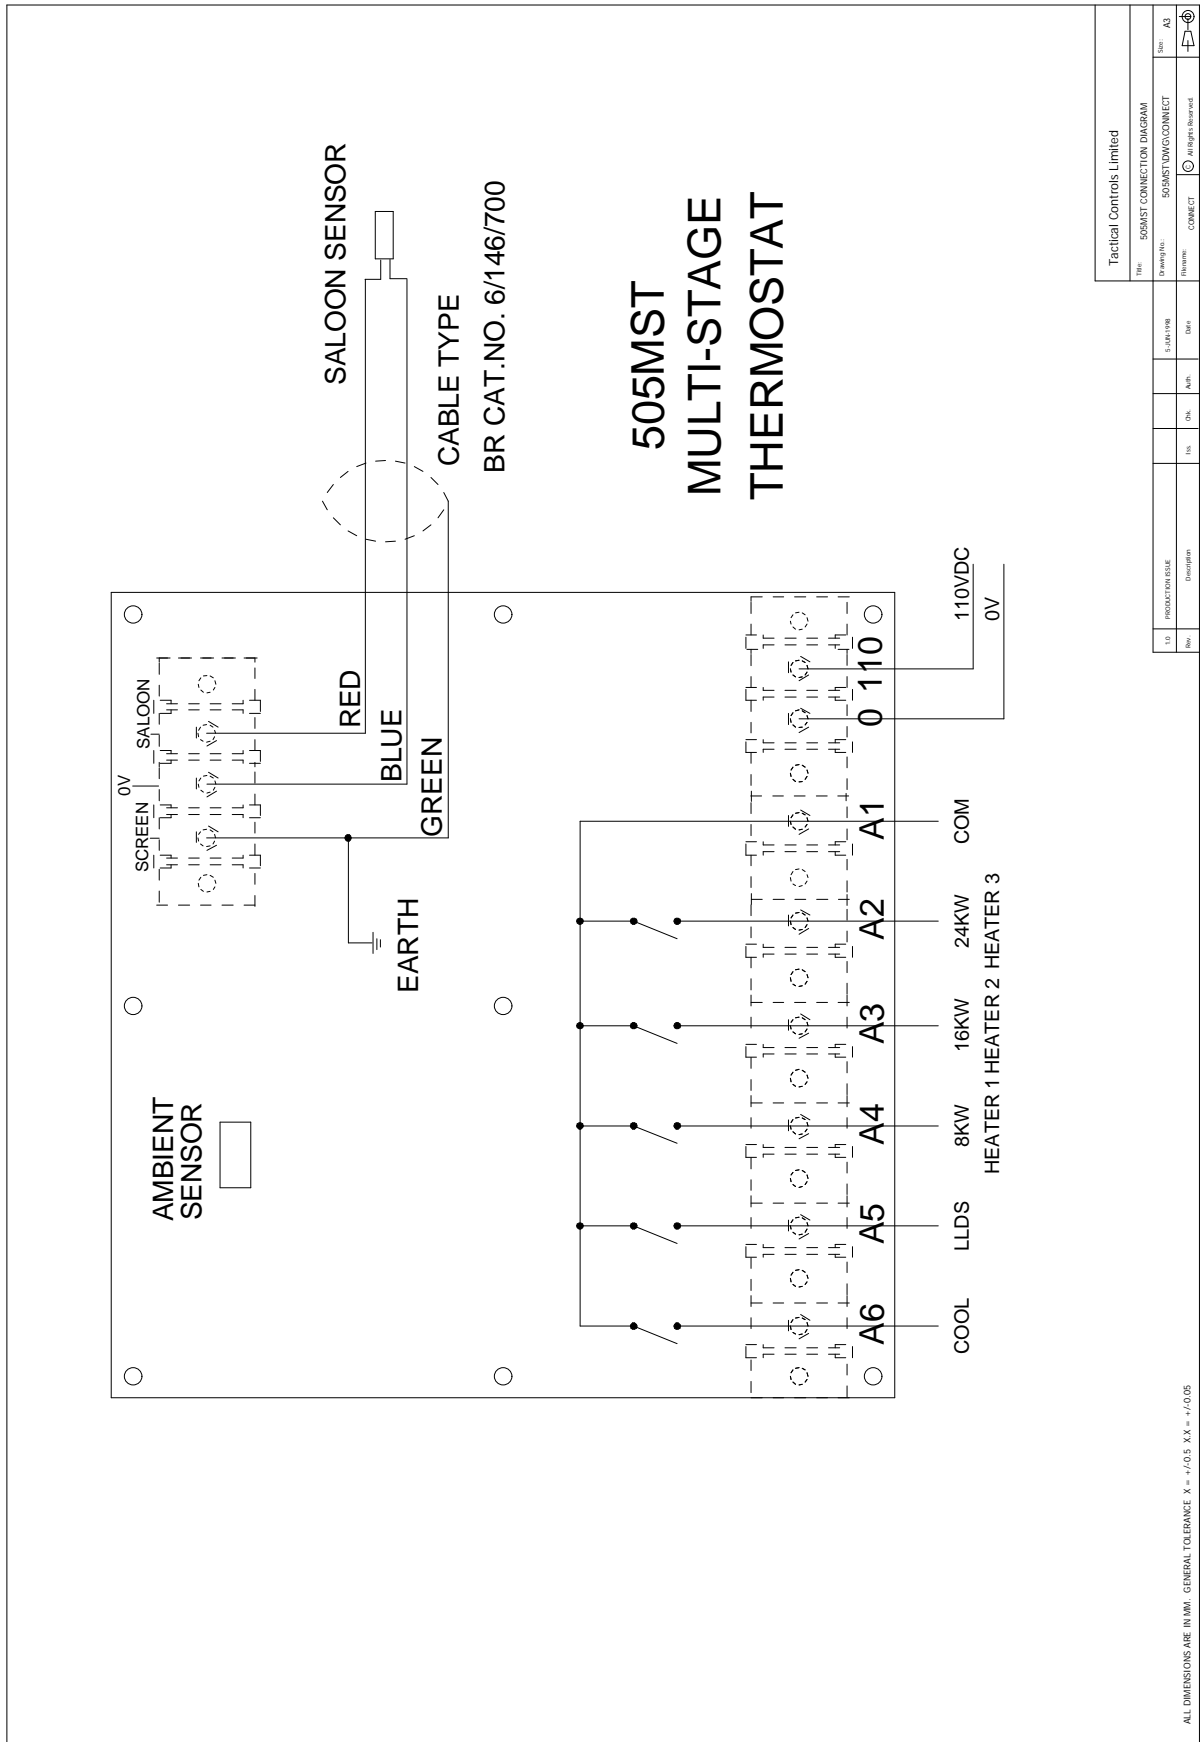 AMBIENT
SENSOR
SCREEN
0V
SALOON
EARTH
RED
BLUE
GREEN
SALOON SENSOR
CABLE TYPE
BR CAT.NO. 6/146/700
505MST
MULTI-STAGE
THERMOSTAT
A6 A5 A4 A3 A2 A1 0 110
COOL LLDS 8KW 16KW 24KW COM
HEATER 1 HEATER 2 HEATER 3
110VDC
0V
Tactical Controls Limited
Title: 505MST CONNECTION DIAGRAM
1.0 PRODUCTION ISSUE 5-JUN-1998 Drawing No.: 505MST\DWG\CONNECT Size: A3
Rev. Description Iss. Chk. Auth. Date Filename: CONNECT © All Rights Reserved.
ALL DIMENSIONS ARE IN MM. GENERAL TOLERANCE X = +/-0.5 X.X = +/-0.05